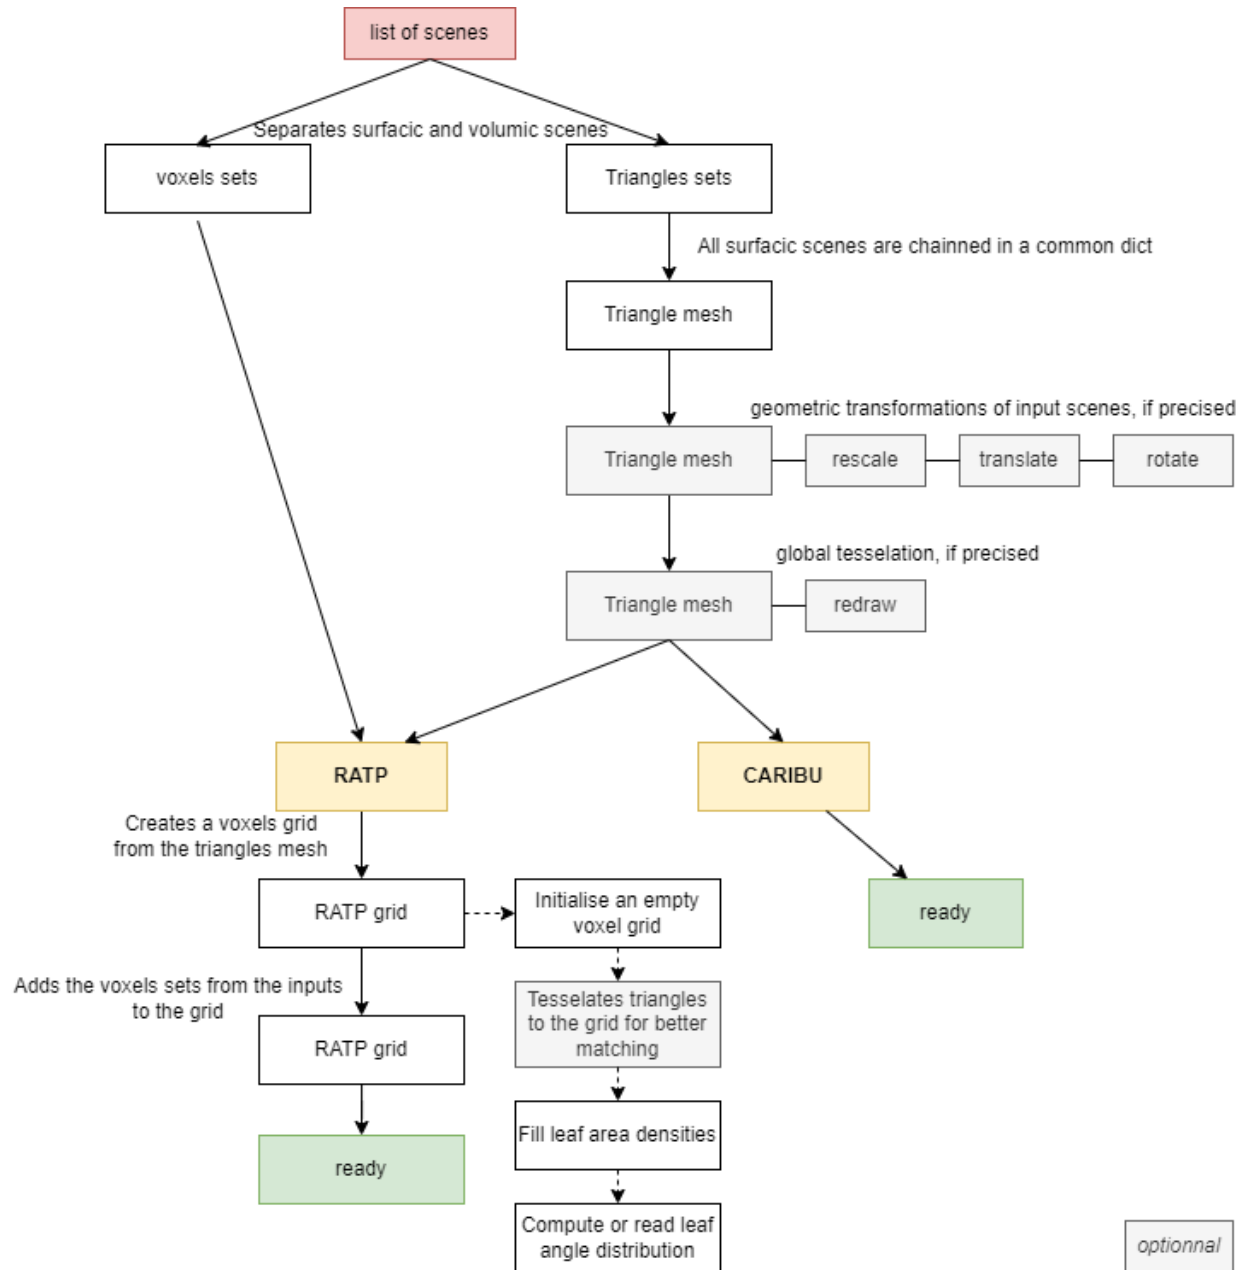 list of scenes
Separates surfacic and volumic scenes
voxels sets
Triangles sets
All surfacic scenes are chainned in a common dict
Triangle mesh
geometric transformations of input scenes, if precised
Triangle mesh
rescale
translate
rotate
global tesselation, if precised
Triangle mesh
redraw
RATP
CARIBU
Creates a voxels grid
from the triangles mesh
RATP grid
Initialise an empty
voxel grid
ready
Adds the voxels sets from the inputs
to the grid
Tesselates triangles
to the grid for better
matching
RATP grid
Fill leaf area densities
ready
Compute or read leaf
angle distribution
optionnal